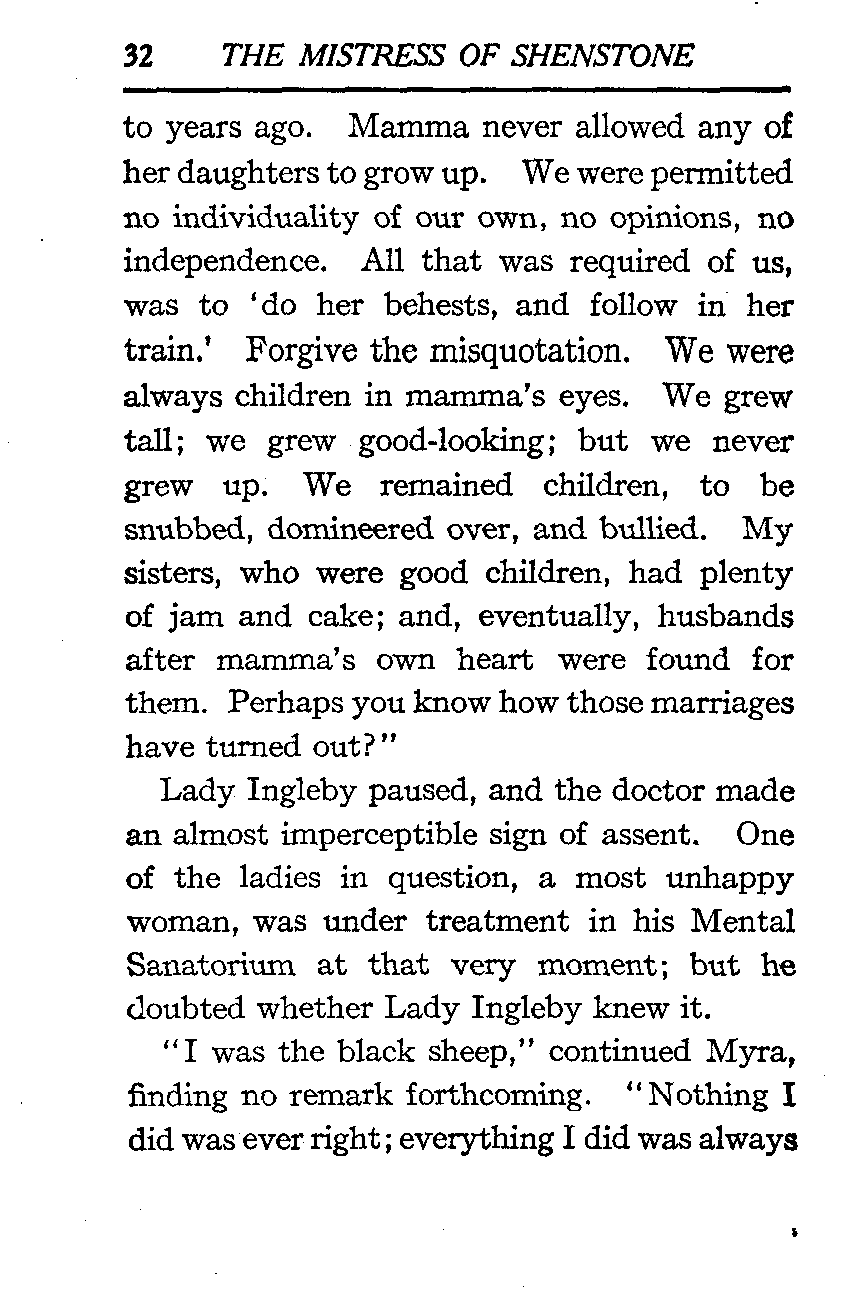 32 THE MISTRESS OF SHENSTONE
to years ago. Mamma never allowed any of
her daughters to grow up. We were permitted
no individuality of our own, no opinions, no
independence. All that was required of us,
was to 'do her behests, and follow in her
train.' Forgive the misquotation. We were
always children in mamma's eyes. We grew
tall; we grew good-looking; but we never
grew up. We remained children, to be
snubbed, domineered over, and bullied. My
sisters, who were good children, had plenty
of jam and cake; and, eventually, husbands
after mamma's own heart were found for
them. Perhaps you know how those marriages
have turned out?"
Lady Ingleby paused, and the doctor made
an almost imperceptible sign of assent. One
of the ladies in question, a most unhappy
woman, was under treatment in his Mental
Sanatorium at that very moment; but he
doubted whether Lady Ingleby knew it.
"I was the black sheep," continued Myra,
finding no remark forthcoming. "Nothing I
did was ever right; everything I did was always